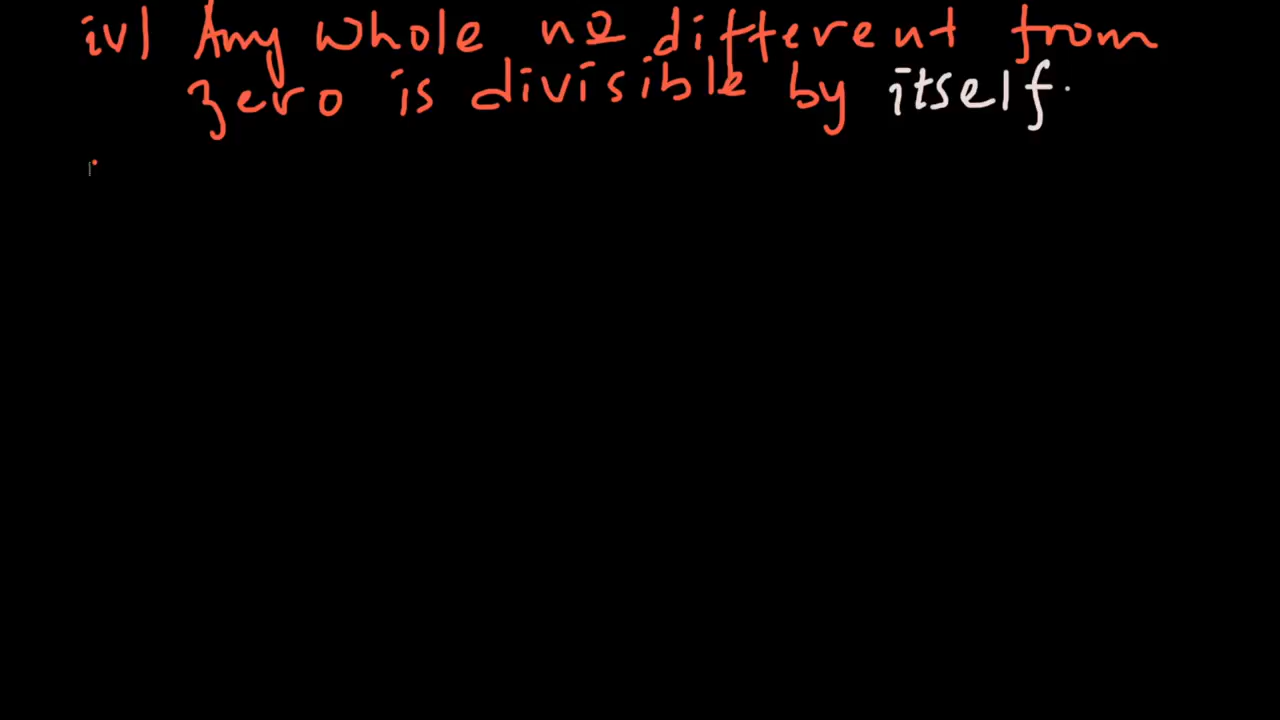 iv) Any whole no different from
zero is divisible by itself.